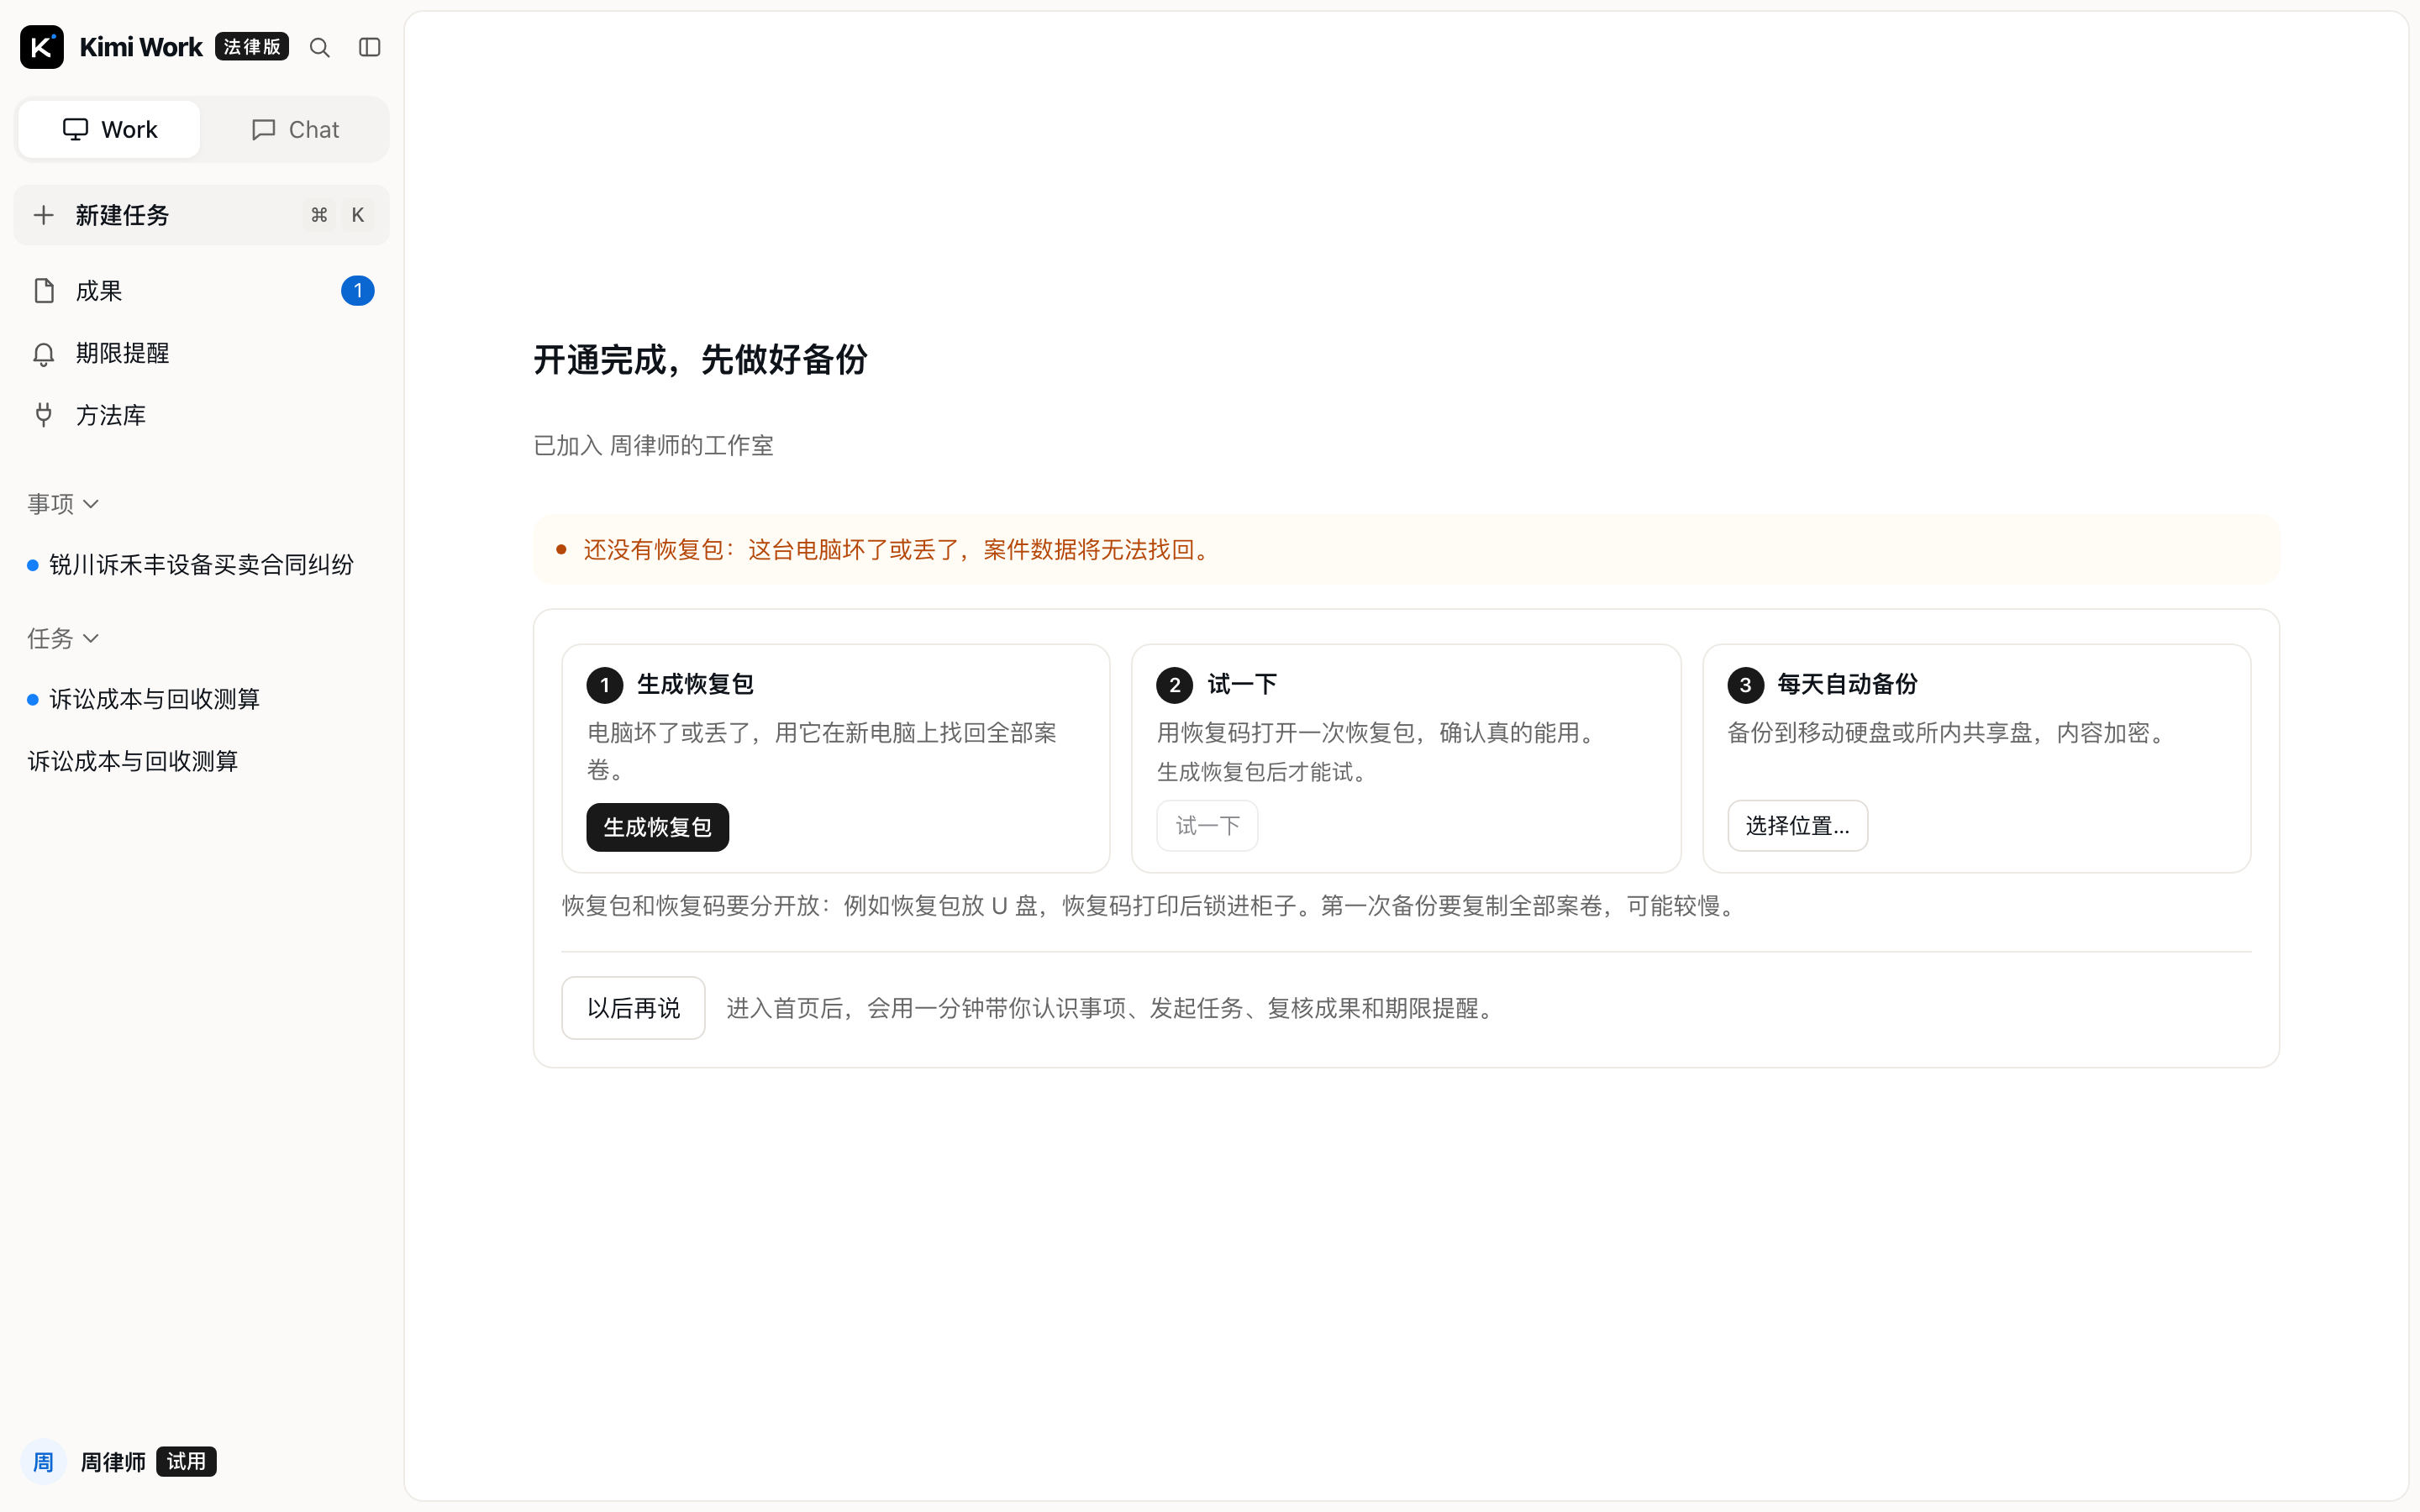 Kimi Work 法律版
Work Chat
新建任务 ⌘ K
成果 1
期限提醒
方法库
事项
锐川诉禾丰设备买卖合同纠纷
任务
诉讼成本与回收测算
诉讼成本与回收测算
周 周律师 试用
开通完成，先做好备份
已加入 周律师的工作室
还没有恢复包：这台电脑坏了或丢了，案件数据将无法找回。
1 生成恢复包
电脑坏了或丢了，用它在新电脑上找回全部案
卷。
生成恢复包
2 试一下
用恢复码打开一次恢复包，确认真的能用。
生成恢复包后才能试。
试一下
3 每天自动备份
备份到移动硬盘或所内共享盘，内容加密。
选择位置...
恢复包和恢复码要分开放：例如恢复包放 U 盘，恢复码打印后锁进柜子。第一次备份要复制全部案卷，可能较慢。
以后再说 进入首页后，会用一分钟带你认识事项、发起任务、复核成果和期限提醒。